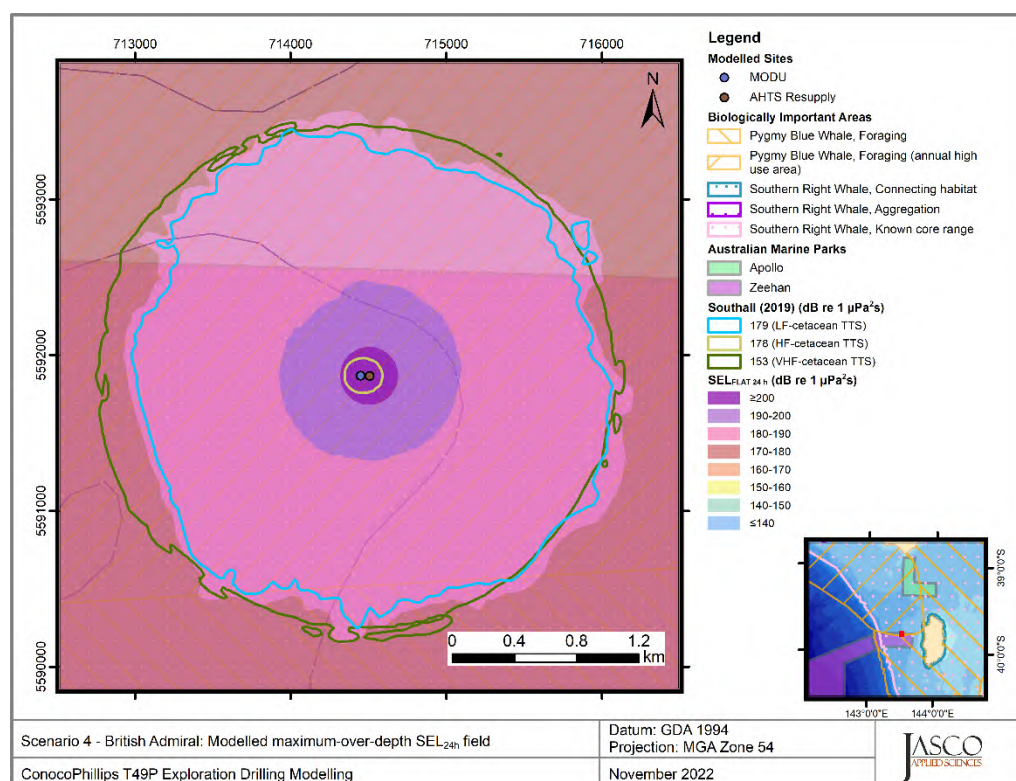 713000
714000
715000
716000
5593000
5592000
5591000
5590000
N
0 0.4 0.8 1.2
km
Legend
Modelled Sites
MODU
AHTS Resupply
Biologically Important Areas
Pygmy Blue Whale, Foraging
Pygmy Blue Whale, Foraging (annual high
use area)
Southern Right Whale, Connecting habitat
Southern Right Whale, Aggregation
Southern Right Whale, Known core range
Australian Marine Parks
Apollo
Zeehan
Southall (2019) (dB re 1 µPa²s)
179 (LF-cetacean TTS)
178 (HF-cetacean TTS)
153 (VHF-cetacean TTS)
SELFLAT 24 h (dB re 1 µPa²s)
≥200
190-200
180-190
170-180
160-170
150-160
140-150
≤140
39°0'0"S
40°0'0"S
143°0'0"E
144°0'0"E
Scenario 4 - British Admiral: Modelled maximum-over-depth SEL24h field
Datum: GDA 1994
Projection: MGA Zone 54
ConocoPhillips T49P Exploration Drilling Modelling
November 2022
JASCO
APPLIED SCIENCES